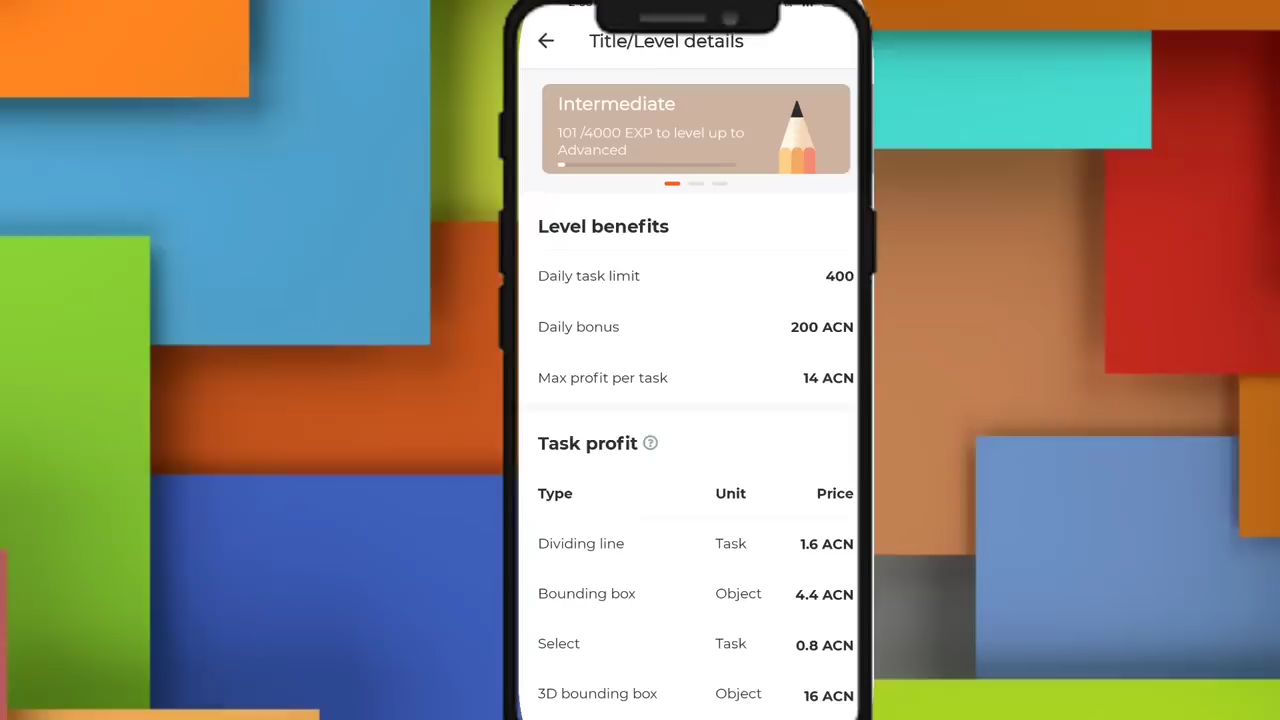 Title/Level details
Intermediate
101 /4000 EXP to level up to
Advanced
Level benefits
Daily task limit 400
Daily bonus 200 ACN
Max profit per task 14 ACN
Task profit ?
Type Unit Price
Dividing line Task 1.6 ACN
Bounding box Object 4.4 ACN
Select Task 0.8 ACN
3D bounding box Object 16 ACN